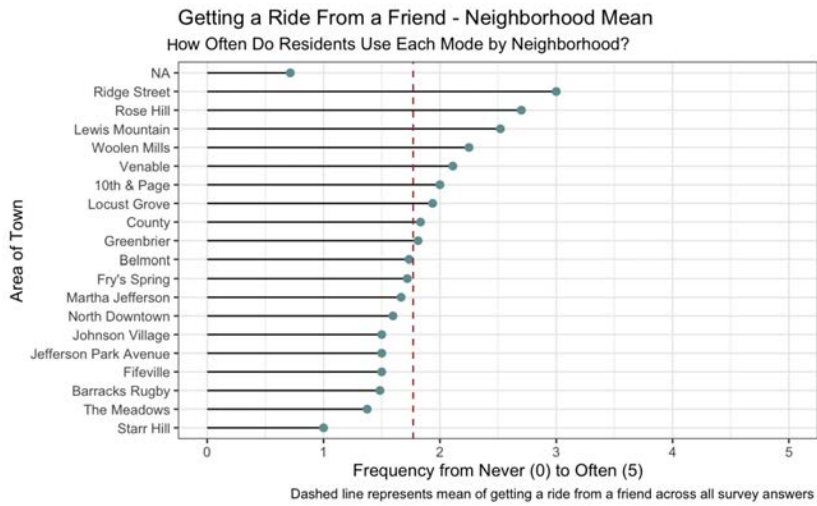 Getting a Ride From a Friend - Neighborhood Mean
How Often Do Residents Use Each Mode by Neighborhood?
Area of Town
NA
Ridge Street
Rose Hill
Lewis Mountain
Woolen Mills
Venable
10th & Page
Locust Grove
County
Greenbrier
Belmont
Fry's Spring
Martha Jefferson
North Downtown
Johnson Village
Jefferson Park Avenue
Fifeville
Barracks Rugby
The Meadows
Starr Hill
0 1 2 3 4 5
Frequency from Never (0) to Often (5)
Dashed line represents mean of getting a ride from a friend across all survey answers